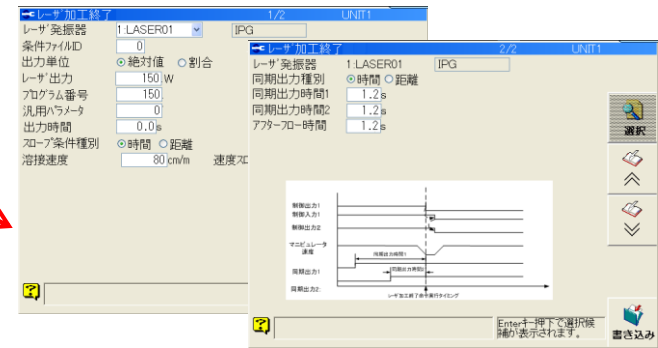 レーザ加工終了 1/2 UNIT1
レーザ発振器 1:LASER01 IPG
条件ファイルID 0
出力単位 絶対値 割合
レーザ出力 150 W
プログラム番号 150
汎用パラメータ 0
出力時間 0.0 s
スロープ条件種別 時間 距離
溶接速度 80 cm/m 速度スロ
レーザ加工終了 2/2 UNIT1
レーザ発振器 1:LASER01 IPG
同期出力種別 時間 距離
同期出力時間1 1.2 s
同期出力時間2 1.2 s
アフターフロー時間 1.2 s
制御出力1
制御入力1
制御出力2
マニピュレータ
速度
同期出力時間1
同期出力1
同期出力時間2
同期出力2
レーザ加工終了命令実行タイミング
Enterキー押下で選択候
補が表示されます。
選択
書き込み